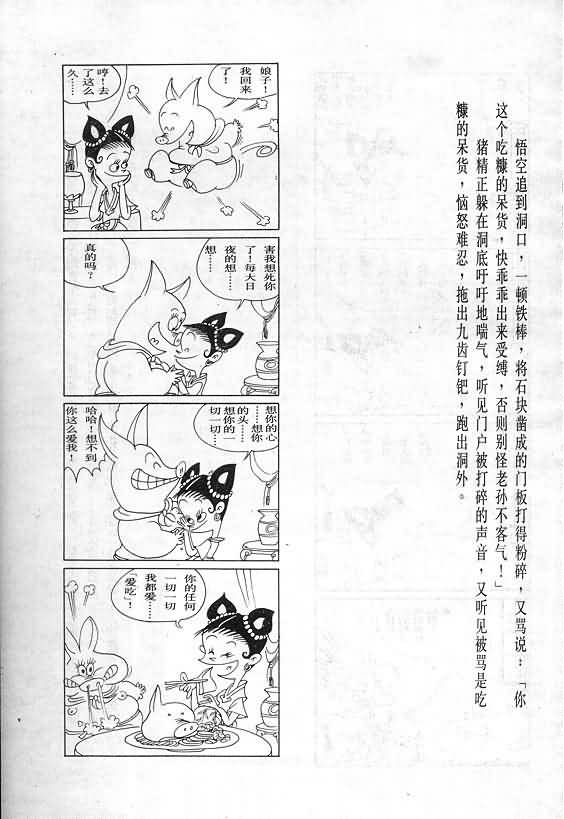 悟空追到洞口，一顿铁棒，将石块凿成的门板打得粉碎，又骂说：「你
这个吃糠的呆货，快乖乖出来受缚，否则别怪老孙不客气！」
猪精正躲在洞底吁吁地喘气，听见门户被打碎的声音，又听见被骂是吃
糠的呆货，恼怒难忍，拖出九齿钉钯，跑出洞外。
娘子！
我回来
了！
哼！去
了这么
久……
害我想死你
了！每天日
夜的想……
想……
真的吗？
想你的心
……想你
的头……
想你的一
切一切……
哈哈！想不到
你这么爱我！
你的任何
一切一切
我都爱……
「爱吃」！